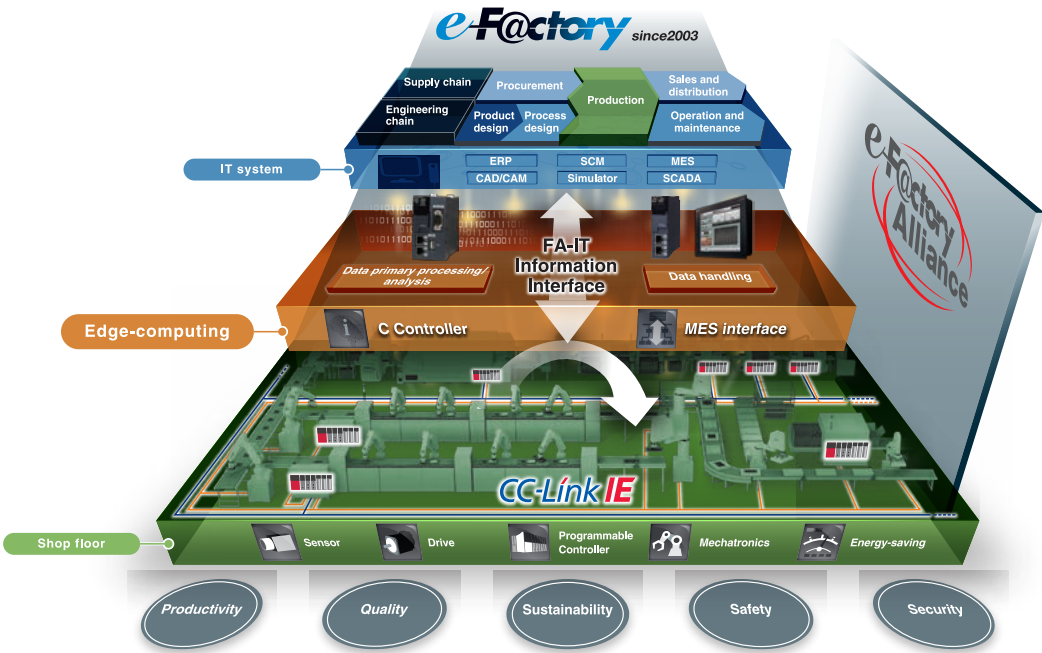 e-F@ctory since2003
Supply chain
Procurement
Production
Sales and
distribution
Engineering
chain
Product
design
Process
design
Operation and
maintenance
IT system
ERP
SCM
MES
CAD/CAM
Simulator
SCADA
e-F@ctory
Alliance
FA-IT
Information
Interface
Data primary processing/
analysis
Data handling
Edge-computing
C Controller
MES interface
CC-Link IE
Shop floor
Sensor
Drive
Programmable
Controller
Mechatronics
Energy-saving
Productivity
Quality
Sustainability
Safety
Security